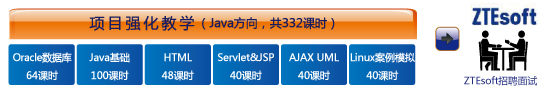 项目强化教学（Java方向，共332课时）
Oracle数据库
64课时
Java基础
100课时
HTML
48课时
Servlet&JSP
40课时
AJAX UML
40课时
Linux案例模拟
40课时
ZTEsoft
ZTEsoft招聘面试